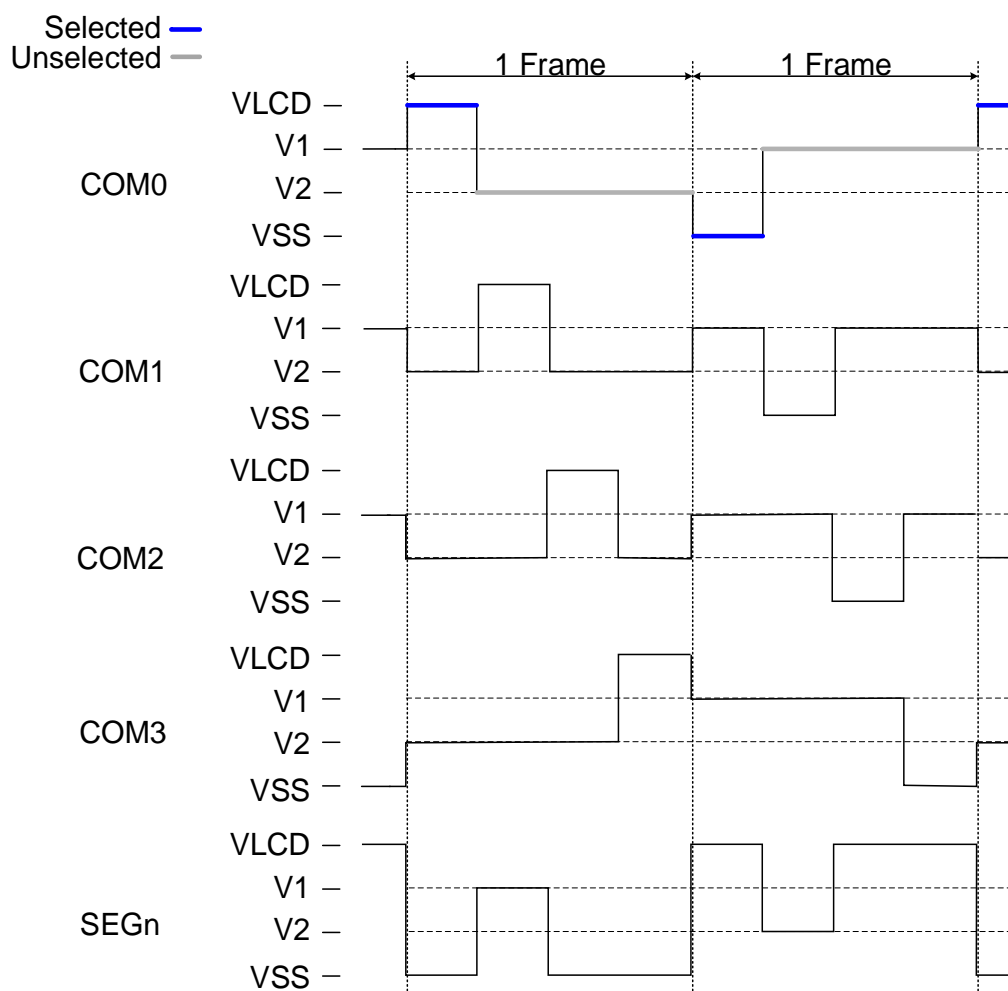 Selected
Unselected
1 Frame 1 Frame
VLCD
V1
COM0
V2
VSS
VLCD
V1
COM1
V2
VSS
VLCD
V1
COM2
V2
VSS
VLCD
V1
COM3
V2
VSS
VLCD
V1
SEGn
V2
VSS